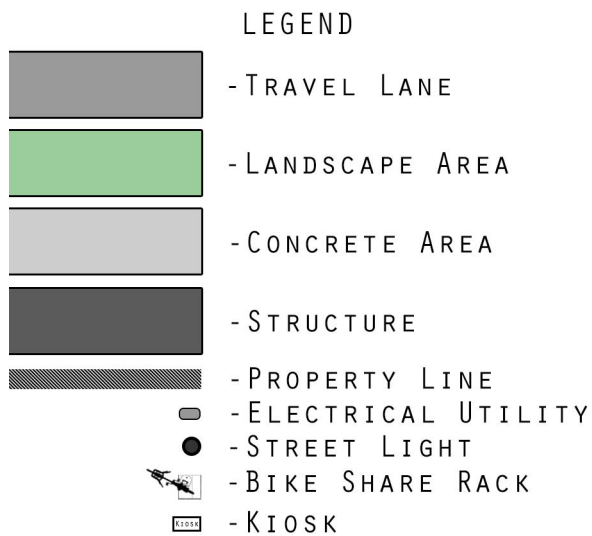 LEGEND
- TRAVEL LANE
- LANDSCAPE AREA
- CONCRETE AREA
- STRUCTURE
- PROPERTY LINE
- ELECTRICAL UTILITY
- STREET LIGHT
- BIKE SHARE RACK
KIOSK - KIOSK